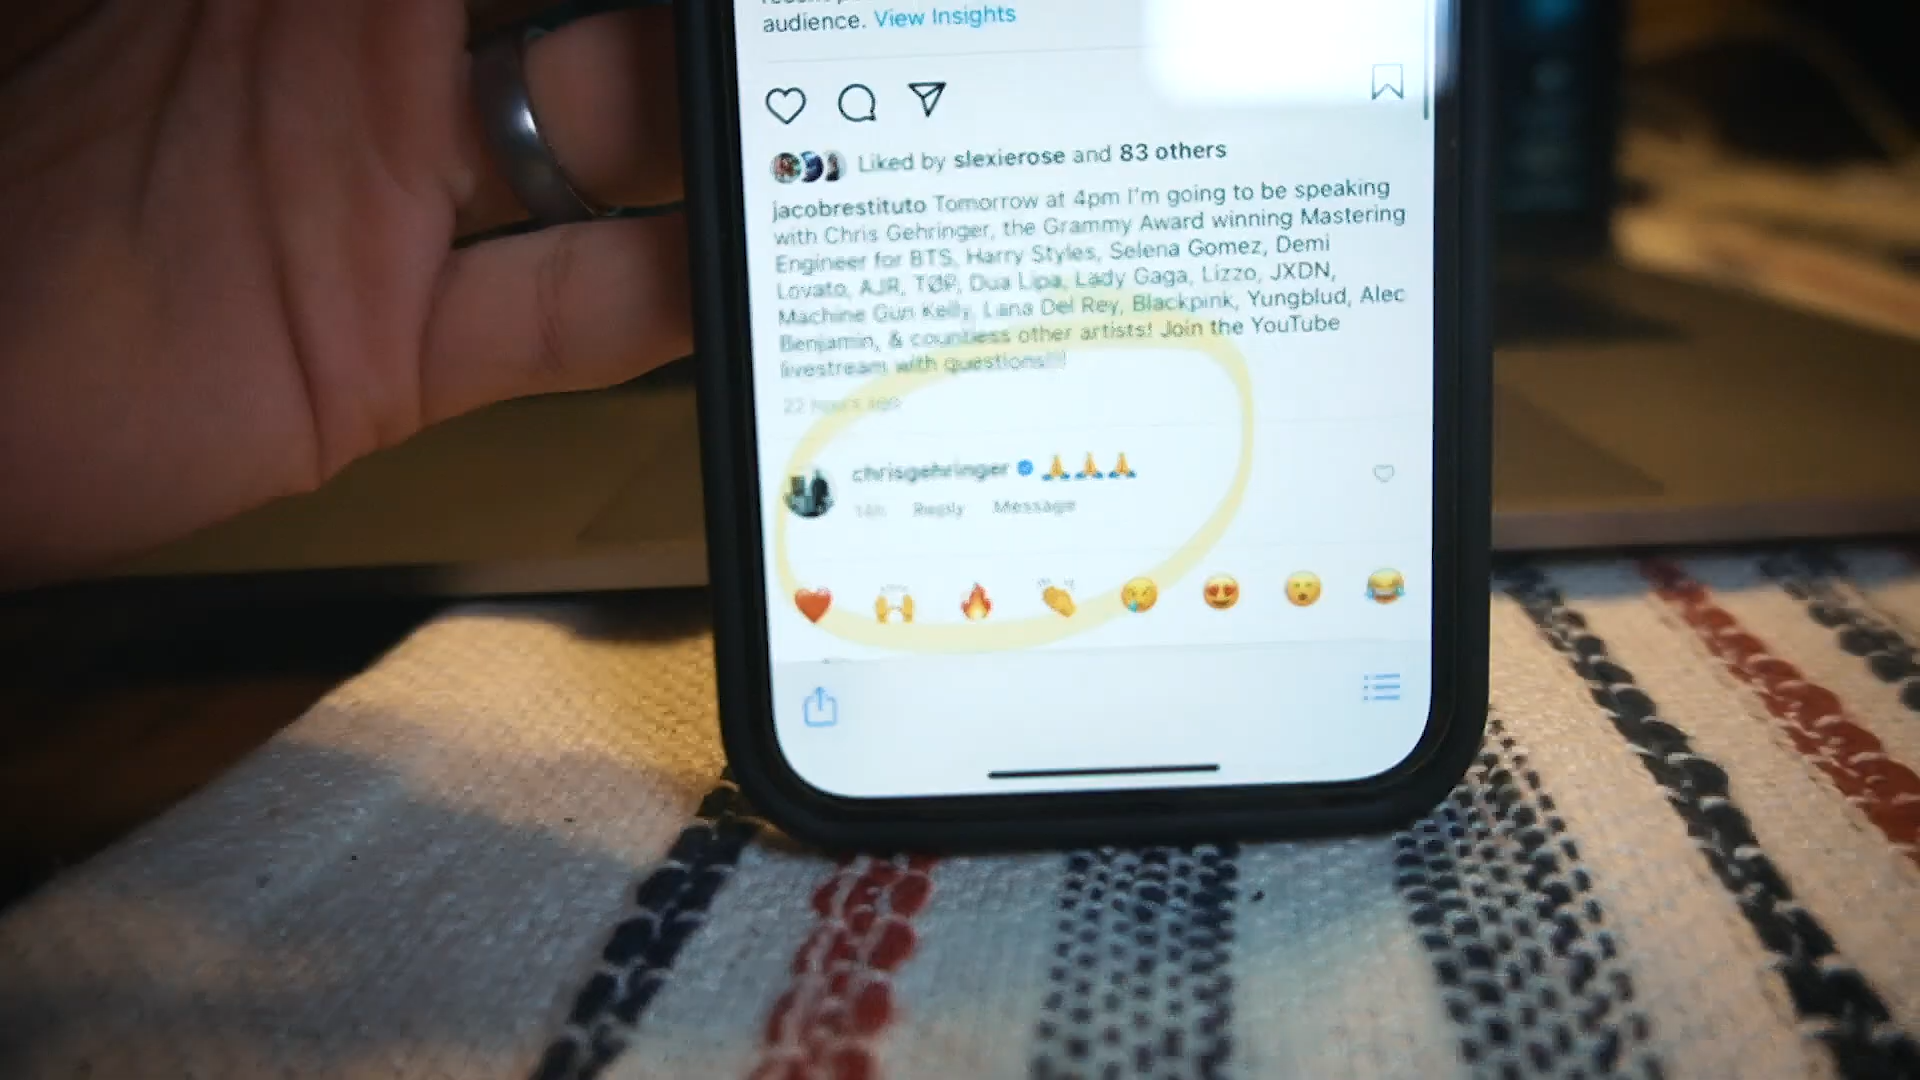 audience. View Insights
Liked by slexierose and 83 others
jacobrestituto Tomorrow at 4pm I'm going to be speaking
with Chris Gehringer, the Grammy Award winning Mastering
Engineer for BTS, Harry Styles, Selena Gomez, Demi
Lovato, AJR, TØP, Dua Lipa, Lady Gaga, Lizzo, JXDN,
Machine Gun Kelly, Lana Del Rey, Blackpink, Yungblud, Alec
Benjamin, & countless other artists! Join the YouTube
livestream with questions!!!!
22 hours ago
chrisgehringer 🙏🙏🙏
Reply Message